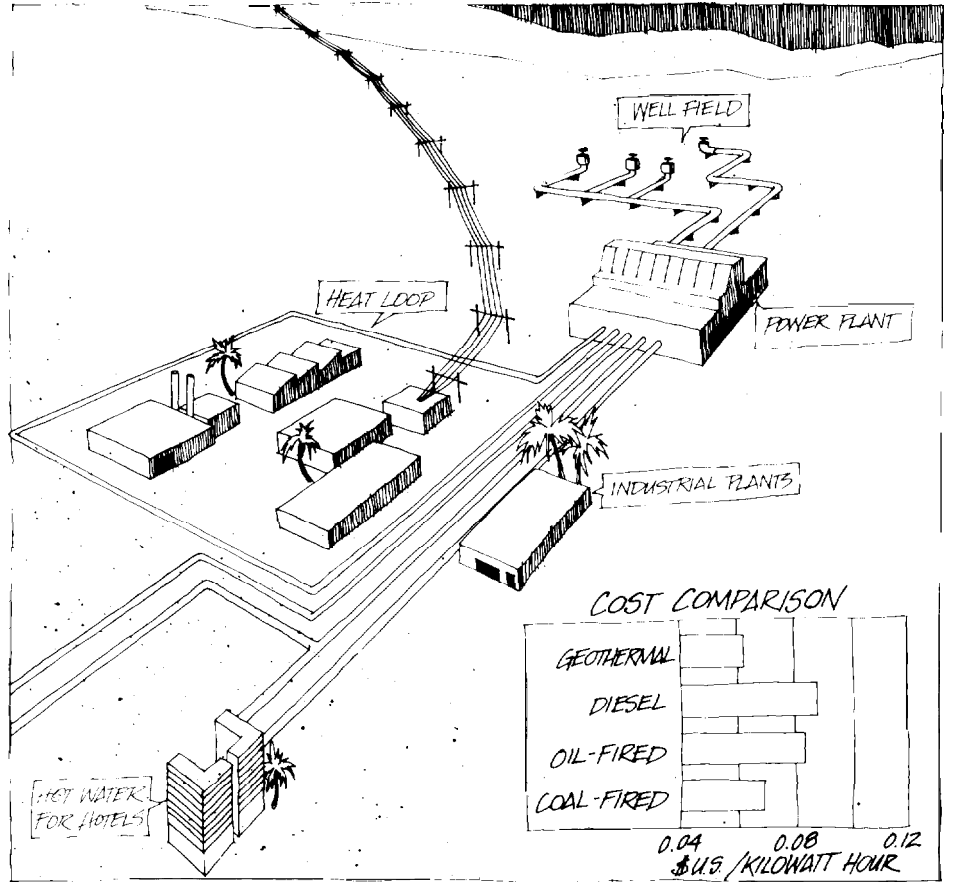 WELL FIELD
HEAT LOOP
POWER PLANT
INDUSTRIAL PLANTS
HOT WATER
FOR HOTELS
COST COMPARISON
GEOTHERMAL
DIESEL
OIL-FIRED
COAL-FIRED
0.04 0.08 0.12
$U.S./KILOWATT HOUR